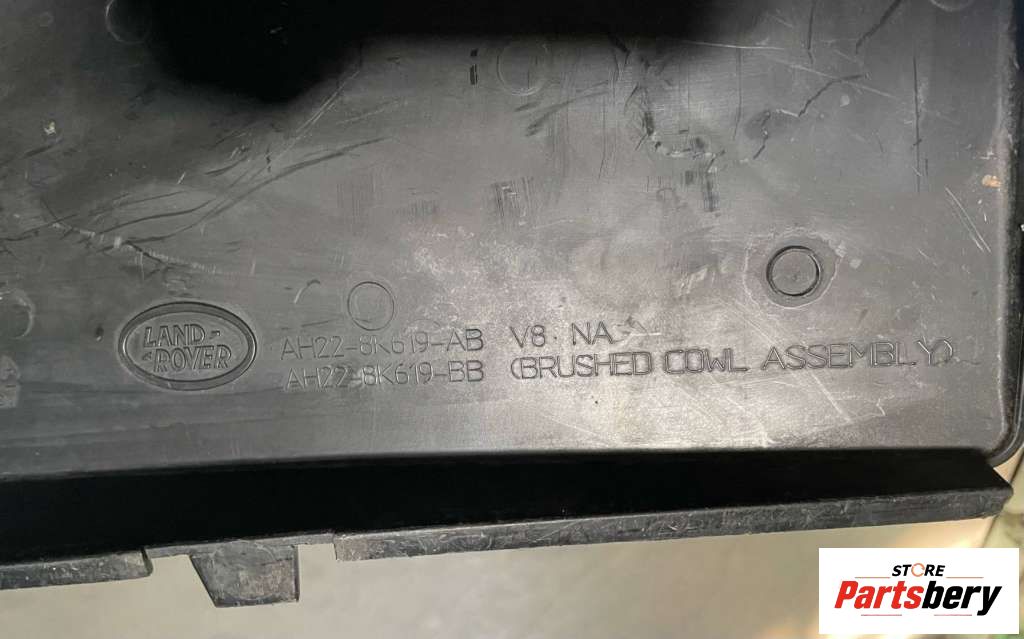 LAND-
ROVER
AH22-8K619-AB V8. NA
AH22-8K619-BB (BRUSHED COWL ASSEMBLY).
STORE
Partsbery